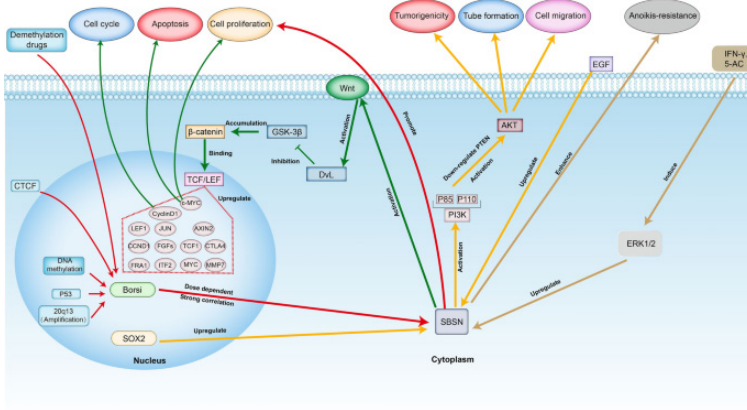 Demethylation
drugs
Cell cycle
Apoptosis
Cell proliferation
Tumorigenicity
Tube formation
Cell migration
Anoikis-resistance
EGF
IFN-γ,
5-AC
Wnt
Accumulation
β-catenin
GSK-3β
Activation
Promote
AKT
Binding
Inhibition
DvL
Down-regulate PTEN
Activation
Upregulate
Enhance
Induce
TCF/LEF
CTCF
c-MYC
Upregulate
CydinD1
P85
P110
PI3K
LEF1
JUN
AXIN2
CCND1
FGF4
TCF1
CTLA4
FRA1
ITF2
MYC
MMP7
Activation
Activation
ERK1/2
DNA
methylation
P53
20q13
(Amplification)
Borsi
Dose dependent
Strong correlation
SBSN
Upregulate
SOX2
Upregulate
Nucleus
Cytoplasm